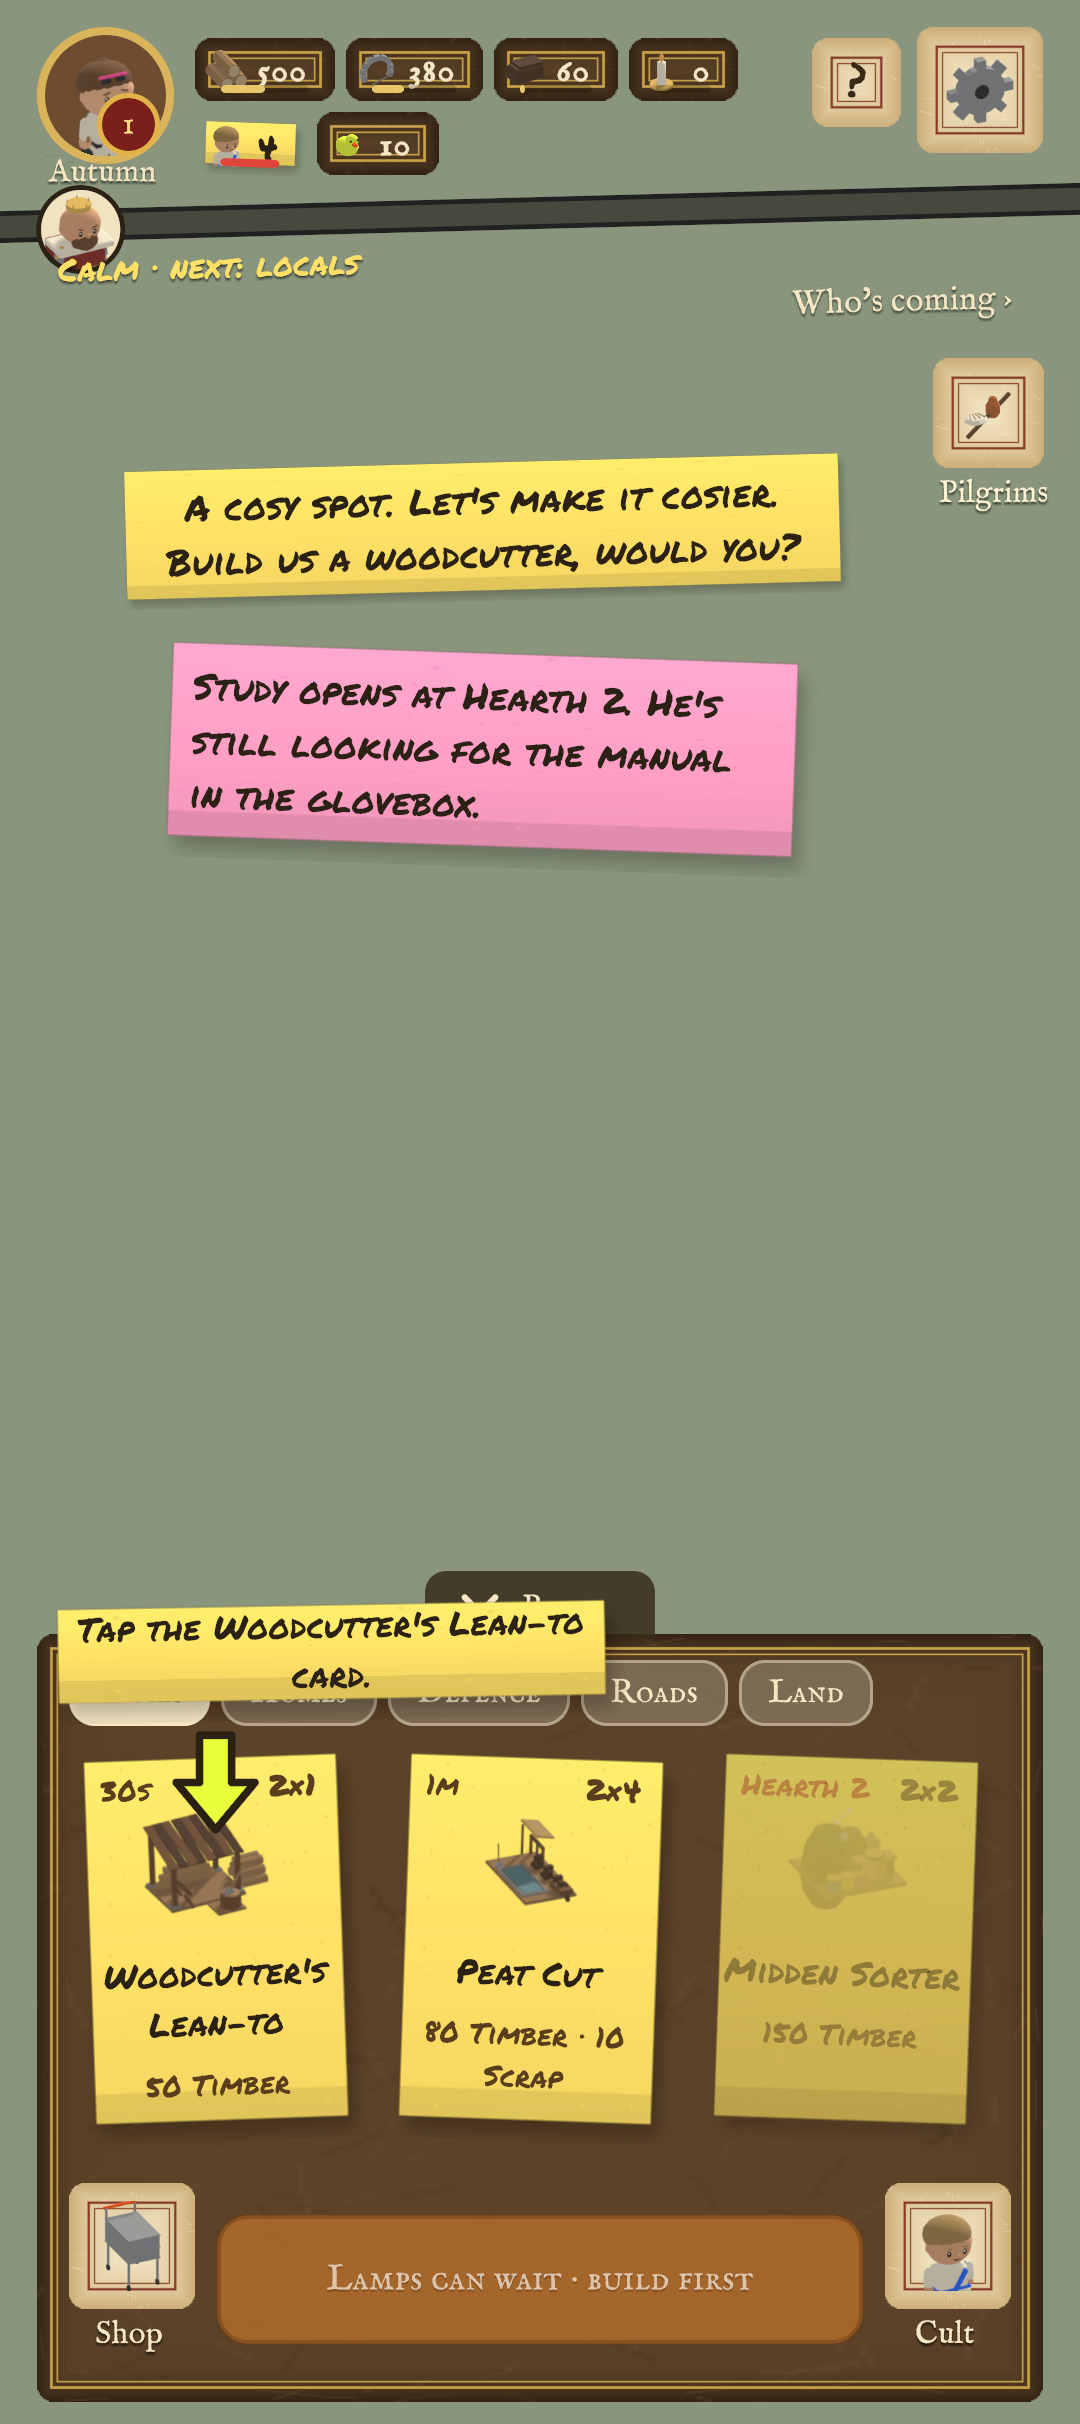 500
380
60
0
?
1
4
10
Autumn
Calm · next: locals
Who's coming ›
Pilgrims
A cosy spot. Let's make it cosier.
Build us a woodcutter, would you?
Study opens at Hearth 2. He's
still looking for the manual
in the glovebox.
Tap the Woodcutter's Lean-to
card.
Homes
Defence
Roads
Land
30s
2x1
Woodcutter's
Lean-to
50 Timber
1m
2x4
Peat Cut
80 Timber · 10
Scrap
Hearth 2
2x2
Midden Sorter
150 Timber
Shop
Lamps can wait · build first
Cult